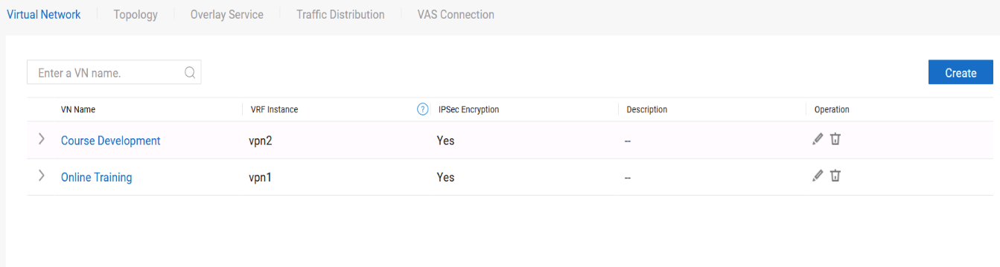 Virtual Network Topology Overlay Service Traffic Distribution VAS Connection
Enter a VN name.
Create
VN Name VRF Instance ? IPSec Encryption Description Operation
Course Development vpn2 Yes --
Online Training vpn1 Yes --